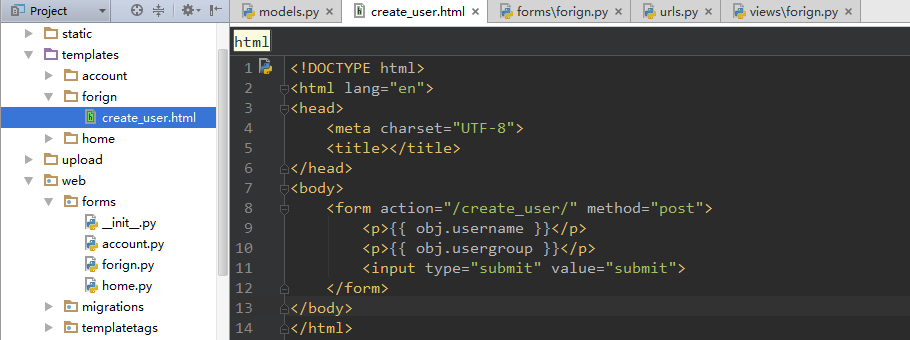 Project
models.py
create_user.html
forms\forign.py
urls.py
views\forign.py
static
templates
account
forign
create_user.html
home
upload
web
forms
__init__.py
account.py
forign.py
home.py
migrations
templatetags
html
1 <!DOCTYPE html>
2 <html lang="en">
3 <head>
4     <meta charset="UTF-8">
5     <title></title>
6 </head>
7 <body>
8     <form action="/create_user/" method="post">
9         <p>{{ obj.username }}</p>
10         <p>{{ obj.usergroup }}</p>
11         <input type="submit" value="submit">
12     </form>
13 </body>
14 </html>